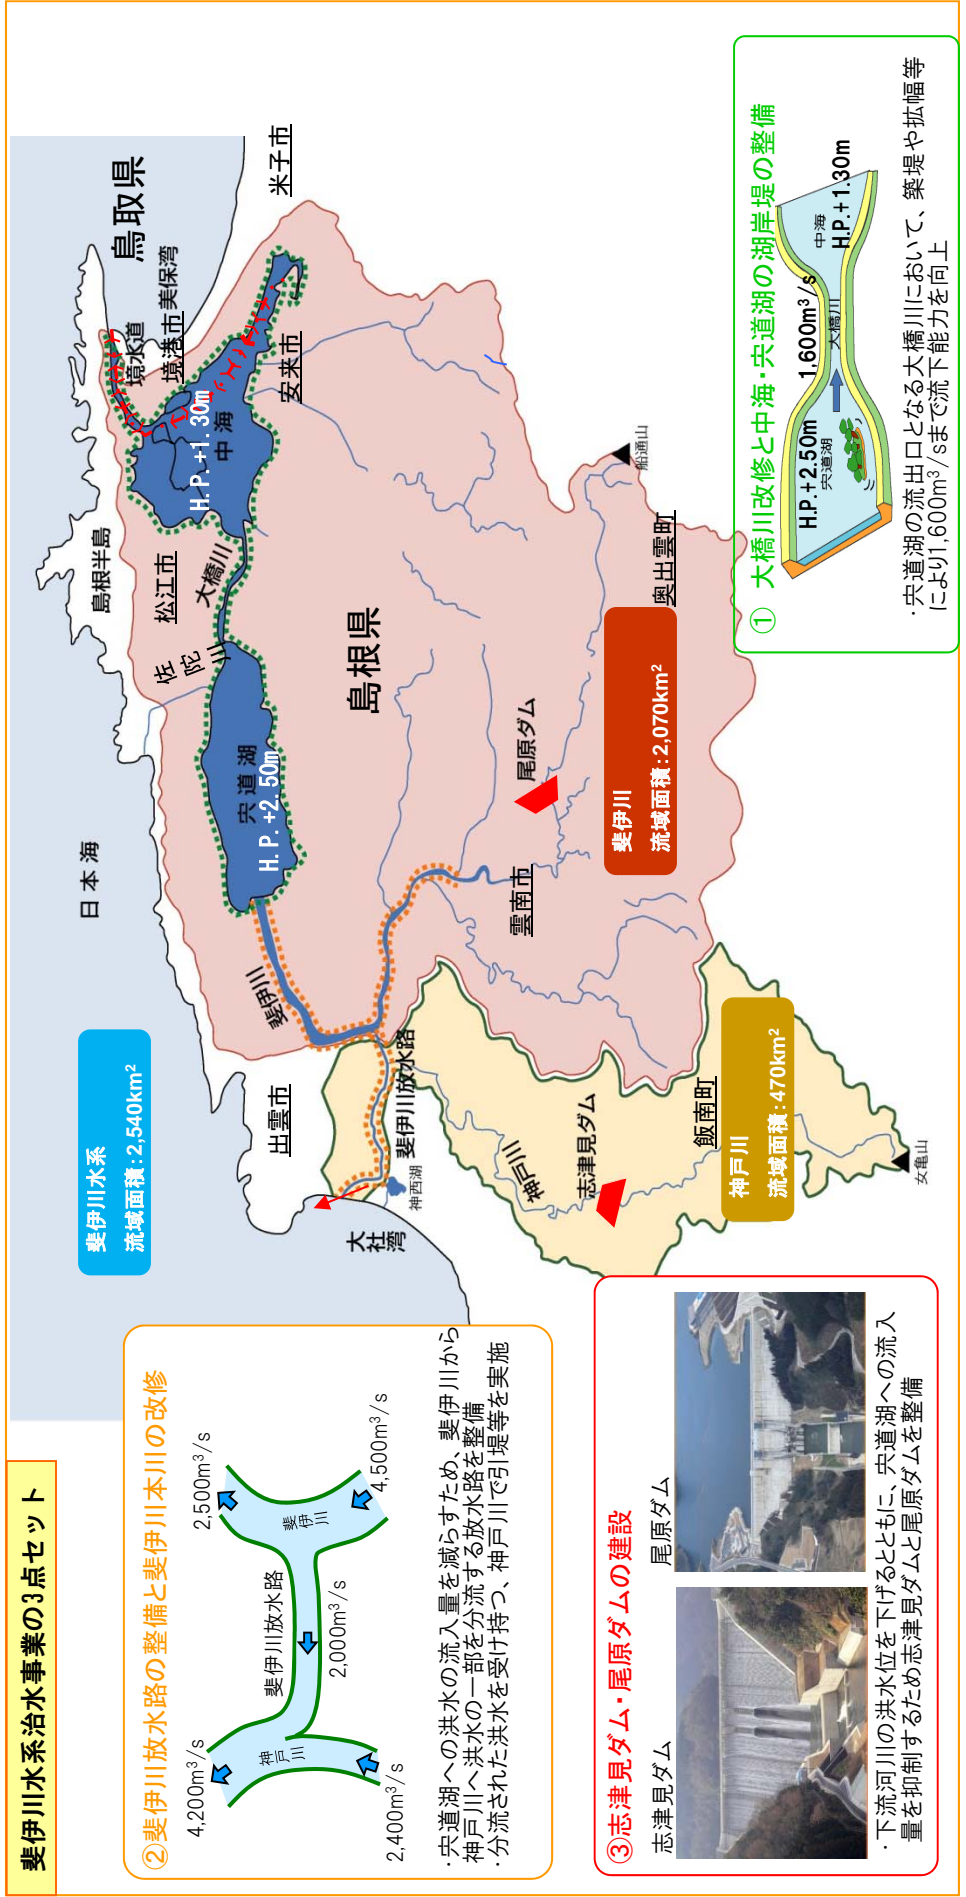 斐伊川水系治水事業の3点セット
②斐伊川放水路の整備と斐伊川本川の改修
4,200m³/s
2,500m³/s
斐伊川放水路
神戸川
斐伊川
2,400m³/s
2,000m³/s
4,500m³/s
・宍道湖への洪水の流入量を減らすため、斐伊川から
神戸川へ洪水の一部を分流する放水路を整備
・分流された洪水を受け持つ、神戸川で引堤等を実施
③志津見ダム・尾原ダムの建設
志津見ダム
尾原ダム
・下流河川の洪水位を下げるとともに、宍道湖への流入
量を抑制するため志津見ダムと尾原ダムを整備
斐伊川水系
流域面積:2,540km²
日本海
島根半島
境水道
美保湾
境港市
鳥取県
米子市
松江市
佐陀川
大橋川
中海
H.P.+1.30m
安来市
宍道湖
H.P.+2.50m
島根県
斐伊川
出雲市
斐伊川放水路
神西湖
大社湾
神戸川
志津見ダム
飯南町
女亀山
雲南市
尾原ダム
奥出雲町
船通山
斐伊川
流域面積:2,070km²
神戸川
流域面積:470km²
① 大橋川改修と中海・宍道湖の湖岸堤の整備
H.P.+2.50m
宍道湖
1,600m³/s
大橋川
中海
H.P.+1.30m
・宍道湖の流出口となる大橋川において、築堤や拡幅等
により1,600m³/sまで流下能力を向上